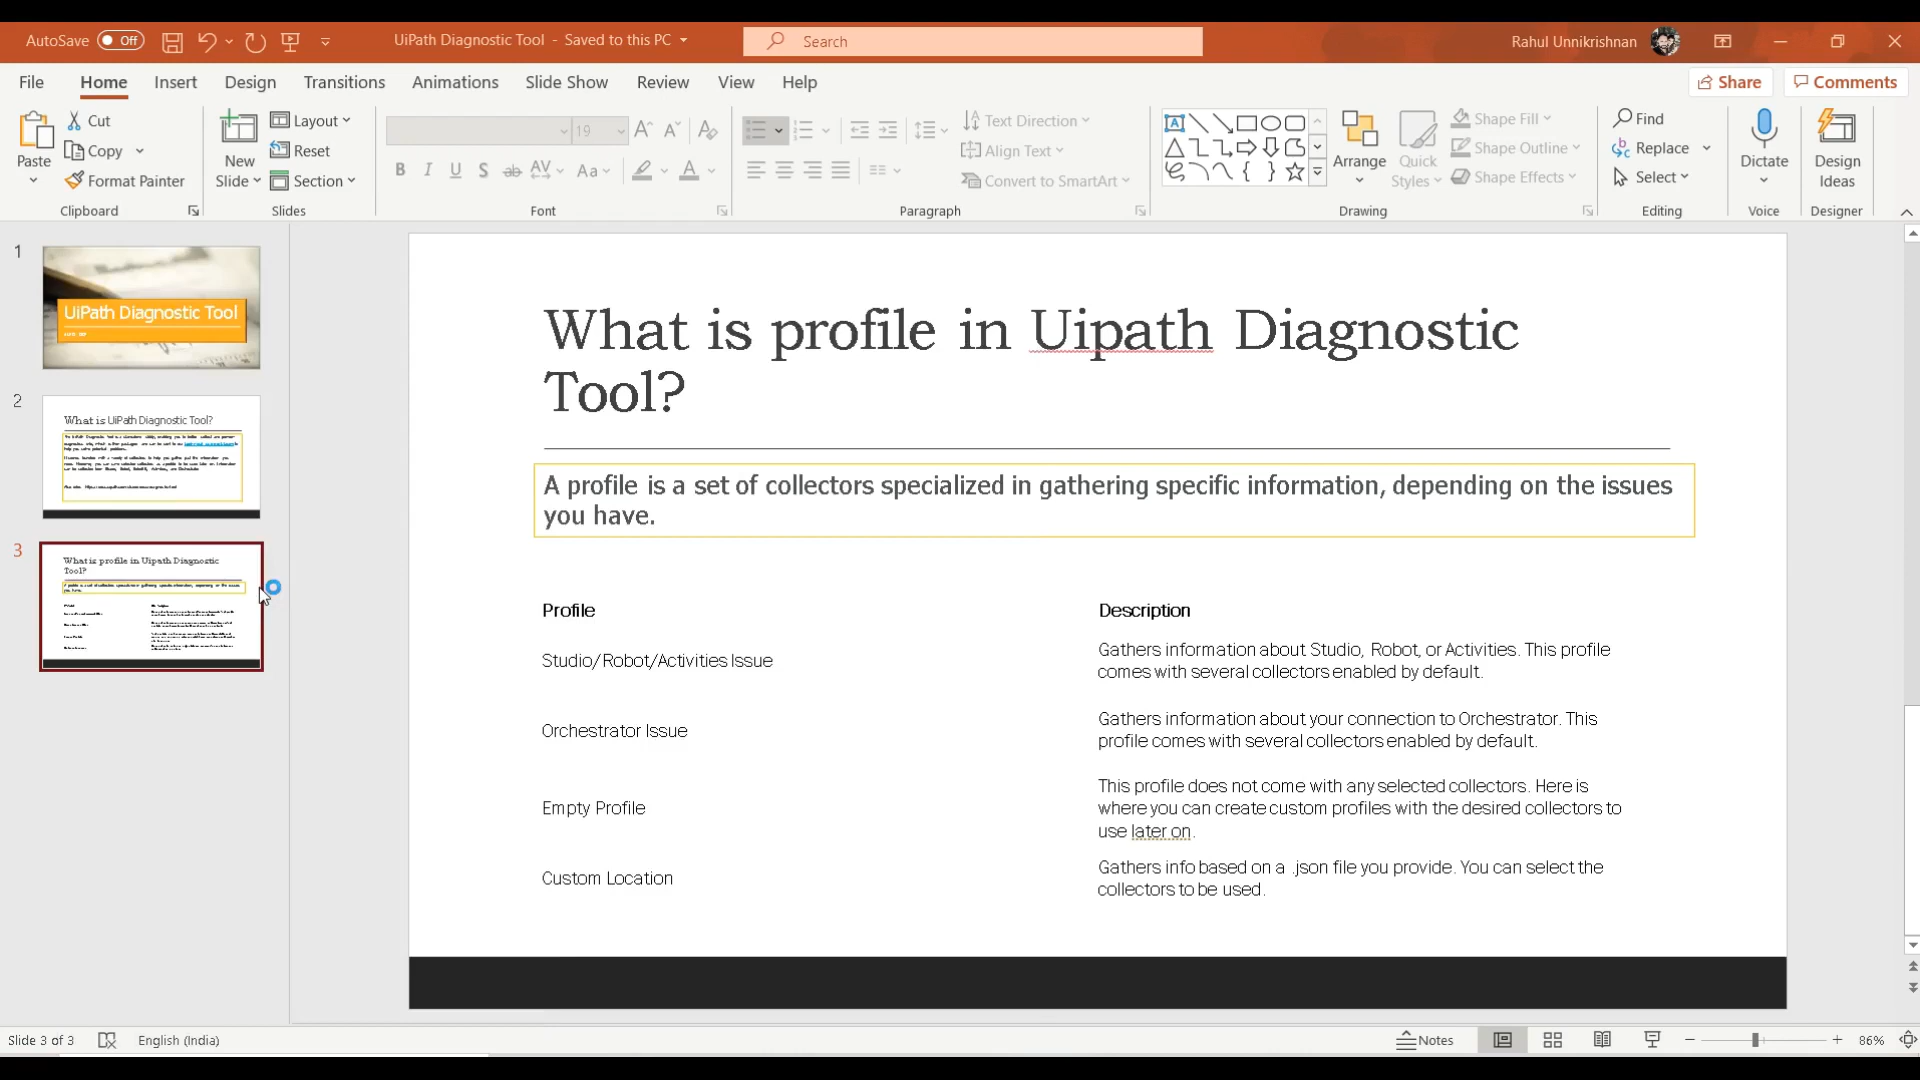 AutoSave Off
UiPath Diagnostic Tool - Saved to this PC
Search
Rahul Unnikrishnan
File Home Insert Design Transitions Animations Slide Show Review View Help
Share Comments
Paste
Cut
Copy
Format Painter
Clipboard
New
Slide
Layout
Reset
Section
Slides
19
Font
Paragraph
Text Direction
Align Text
Convert to SmartArt
Arrange
Quick
Styles
Shape Fill
Shape Outline
Shape Effects
Drawing
Find
Replace
Select
Editing
Dictate
Voice
Design
Ideas
Designer
1
UiPath Diagnostic Tool
2
What is UiPath Diagnostic Tool?
3
What is profile in Uipath Diagnostic
Tool?
What is profile in Uipath Diagnostic
Tool?
A profile is a set of collectors specialized in gathering specific information, depending on the issues
you have.
Profile Description
Studio/Robot/Activities Issue
Gathers information about Studio, Robot, or Activities. This profile
comes with several collectors enabled by default.
Orchestrator Issue
Gathers information about your connection to Orchestrator. This
profile comes with several collectors enabled by default.
Empty Profile
This profile does not come with any selected collectors. Here is
where you can create custom profiles with the desired collectors to
use later on.
Custom Location
Gathers info based on a .json file you provide. You can select the
collectors to be used.
Slide 3 of 3 English (India)
Notes
86%